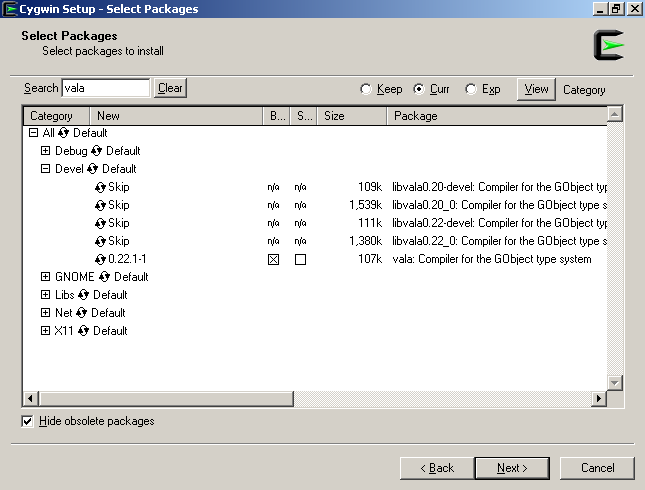 Cygwin Setup - Select Packages
Select Packages
Select packages to install
Search vala Clear Keep Curr Exp View Category
Category New B... S... Size Package
All Default
Debug Default
Devel Default
Skip n/a n/a 109k libvala0.20-devel: Compiler for the GObject typ
Skip n/a n/a 1,539k libvala0.20_0: Compiler for the GObject type s
Skip n/a n/a 111k libvala0.22-devel: Compiler for the GObject typ
Skip n/a n/a 1,380k libvala0.22_0: Compiler for the GObject type s
0.22.1-1 107k vala: Compiler for the GObject type system
GNOME Default
Libs Default
Net Default
X11 Default
Hide obsolete packages
< Back Next > Cancel